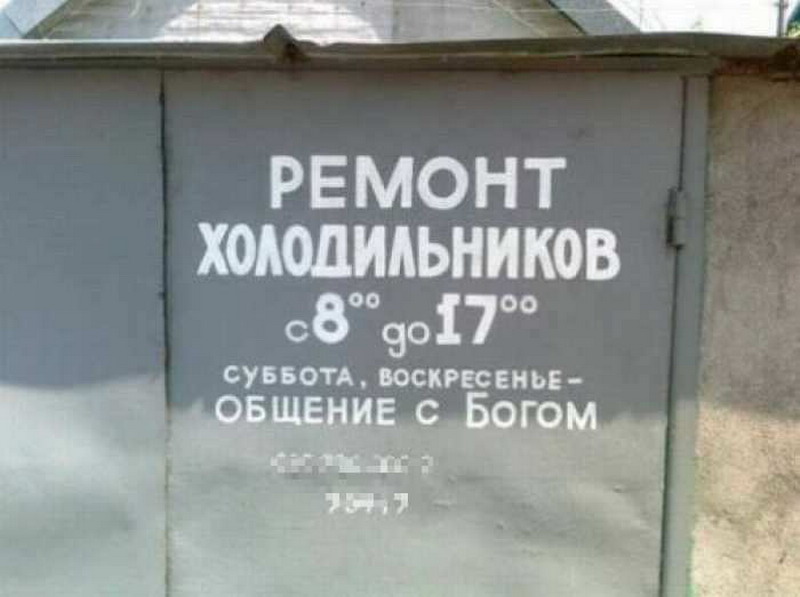 РЕМОНТ
ХОЛОДИЛЬНИКОВ
с 8⁰⁰ до 17⁰⁰
СУББОТА, ВОСКРЕСЕНЬЕ –
ОБЩЕНИЕ С БОГОМ